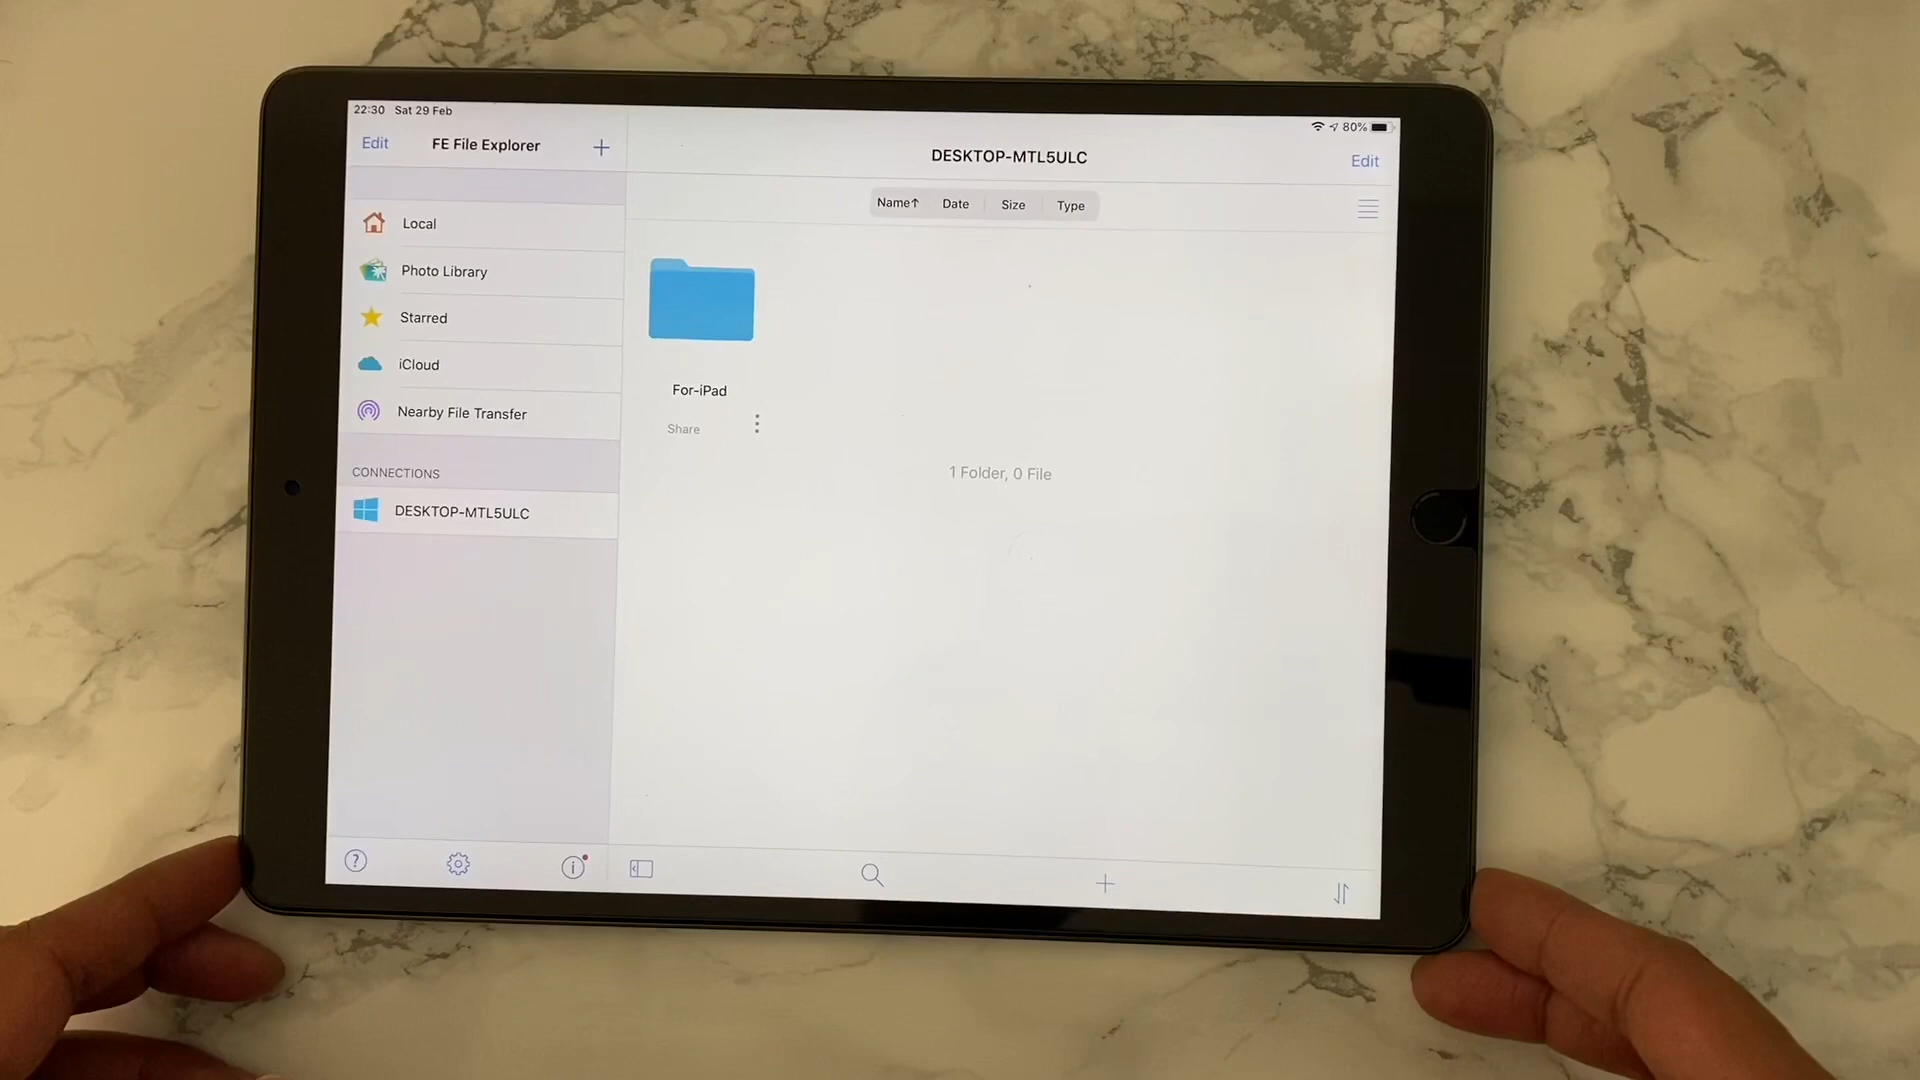 22:30 Sat 29 Feb
80%
Edit FE File Explorer +
DESKTOP-MTL5ULC
Edit
Name↑ Date Size Type
Local
Photo Library
Starred
iCloud
Nearby File Transfer
CONNECTIONS
DESKTOP-MTL5ULC
For-iPad
Share
1 Folder, 0 File